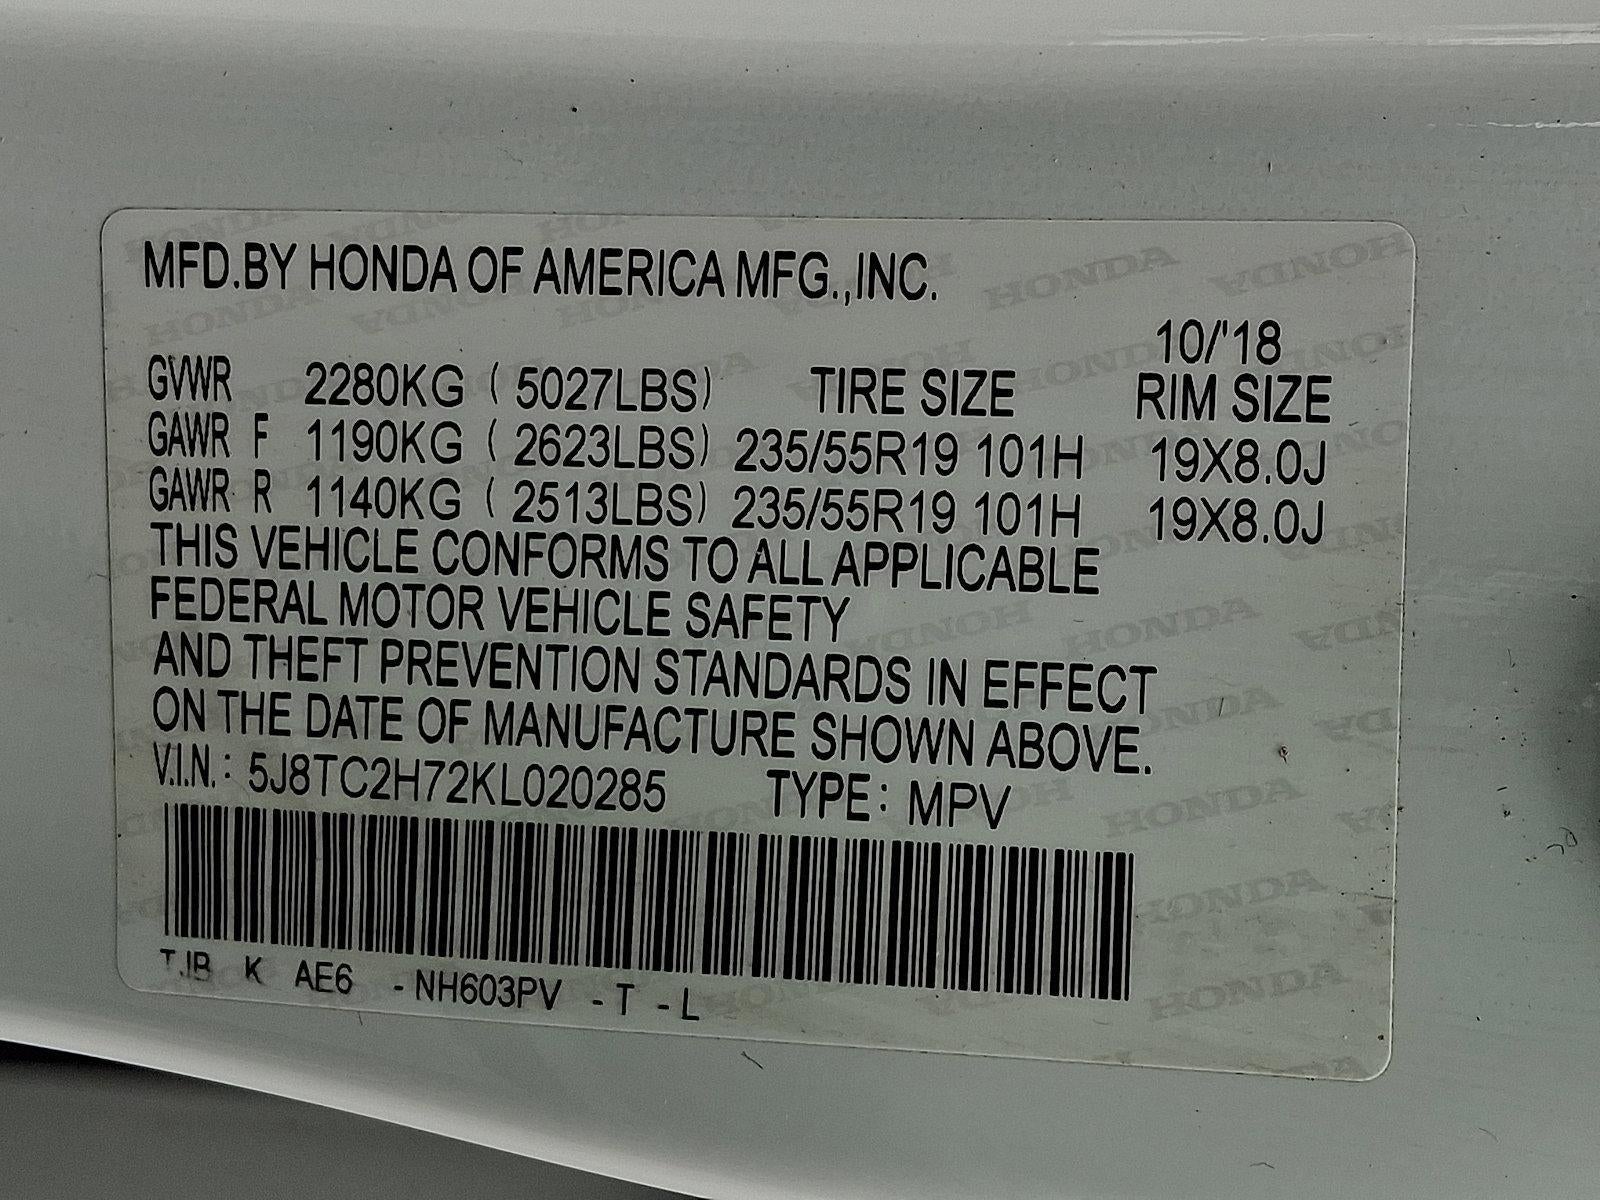 MFD.BY HONDA OF AMERICA MFG.,INC.
10/'18
GVWR 2280KG ( 5027LBS) TIRE SIZE RIM SIZE
GAWR F 1190KG ( 2623LBS) 235/55R19 101H 19X8.0J
GAWR R 1140KG ( 2513LBS) 235/55R19 101H 19X8.0J
THIS VEHICLE CONFORMS TO ALL APPLICABLE
FEDERAL MOTOR VEHICLE SAFETY
AND THEFT PREVENTION STANDARDS IN EFFECT
ON THE DATE OF MANUFACTURE SHOWN ABOVE.
V.I.N.: 5J8TC2H72KL020285 TYPE: MPV
TJB K AE6 - NH603PV - T - L